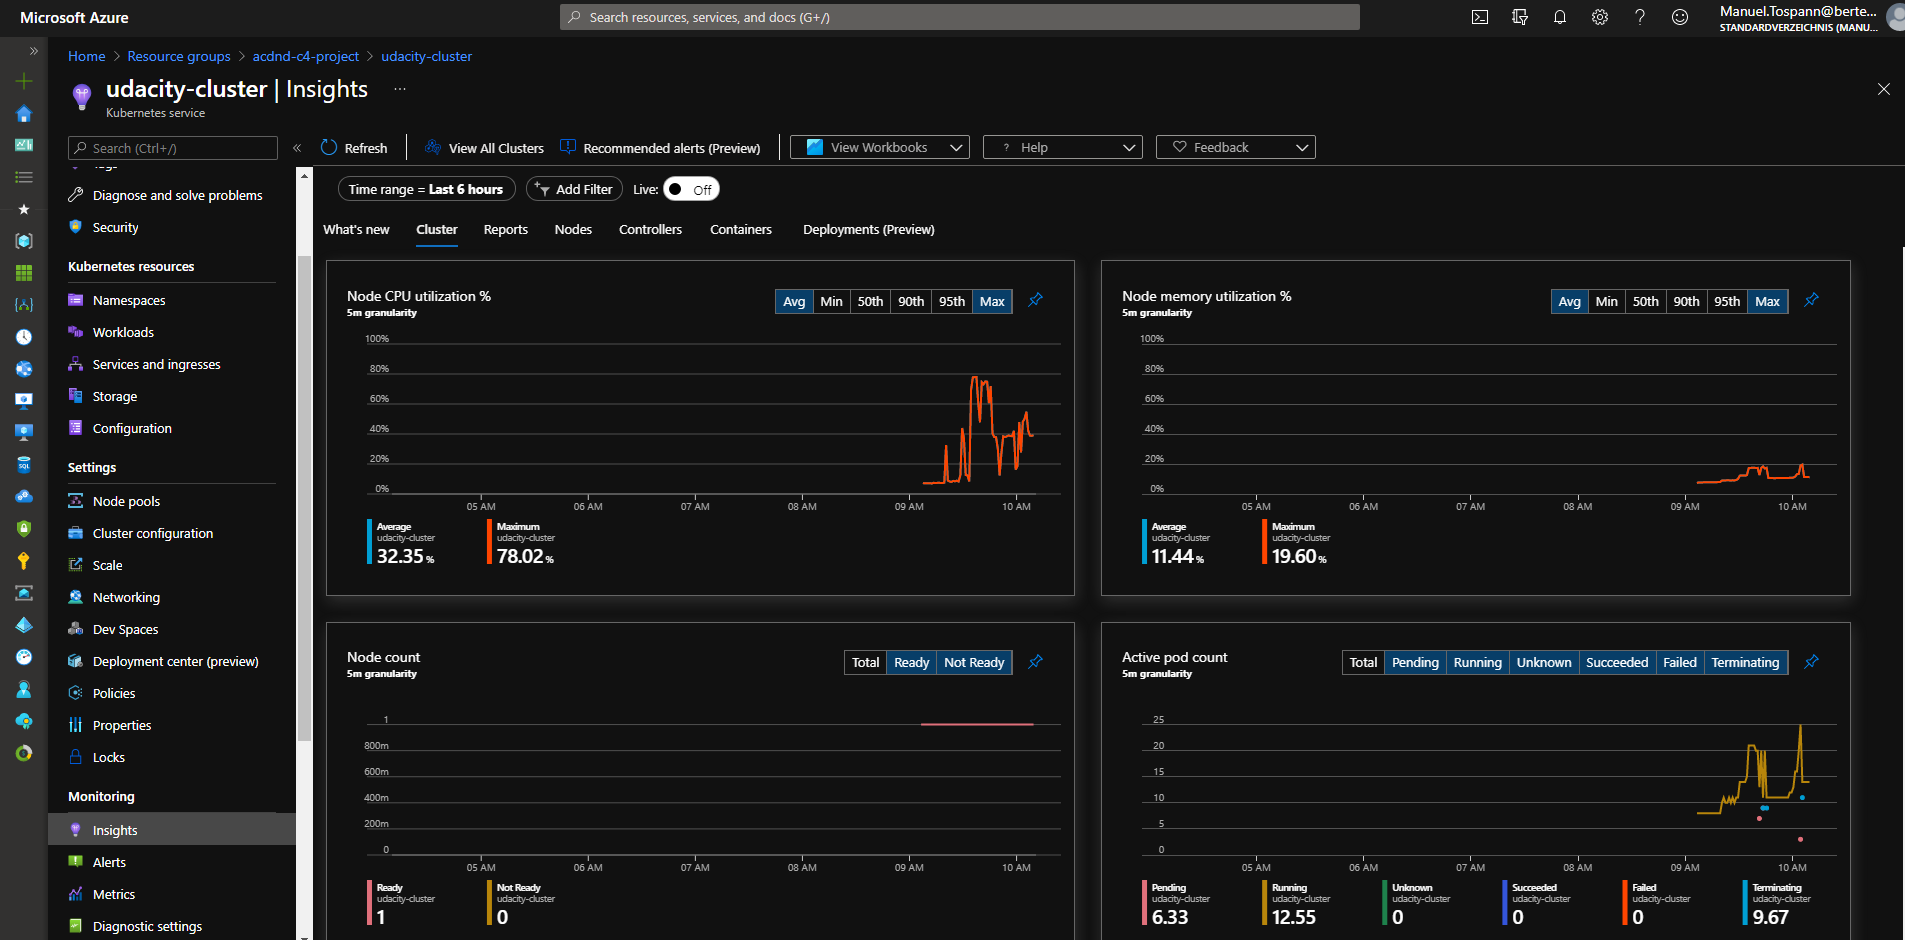 Microsoft Azure
Search resources, services, and docs (G+/)
Manuel.Tospann@berte...
STANDARDVERZEICHNIS (MANU...
Home > Resource groups > acdnd-c4-project > udacity-cluster
udacity-cluster | Insights ...
Kubernetes service
Search (Ctrl+/)
Refresh
View All Clusters
Recommended alerts (Preview)
View Workbooks
? Help
Feedback
Diagnose and solve problems
Security
Kubernetes resources
Namespaces
Workloads
Services and ingresses
Storage
Configuration
Settings
Node pools
Cluster configuration
Scale
Networking
Dev Spaces
Deployment center (preview)
Policies
Properties
Locks
Monitoring
Insights
Alerts
Metrics
Diagnostic settings
Time range = Last 6 hours
Add Filter
Live: Off
What's new Cluster Reports Nodes Controllers Containers Deployments (Preview)
Node CPU utilization %
5m granularity
Avg Min 50th 90th 95th Max
100%
80%
60%
40%
20%
0%
05 AM 06 AM 07 AM 08 AM 09 AM 10 AM
Average
udacity-cluster
32.35 %
Maximum
udacity-cluster
78.02 %
Node memory utilization %
5m granularity
Avg Min 50th 90th 95th Max
100%
80%
60%
40%
20%
0%
05 AM 06 AM 07 AM 08 AM 09 AM 10 AM
Average
udacity-cluster
11.44 %
Maximum
udacity-cluster
19.60 %
Node count
5m granularity
Total Ready Not Ready
1
800m
600m
400m
200m
0
05 AM 06 AM 07 AM 08 AM 09 AM 10 AM
Ready
udacity-cluster
1
Not Ready
udacity-cluster
0
Active pod count
5m granularity
Total Pending Running Unknown Succeeded Failed Terminating
25
20
15
10
5
0
05 AM 06 AM 07 AM 08 AM 09 AM 10 AM
Pending
udacity-cluster
6.33
Running
udacity-cluster
12.55
Unknown
udacity-cluster
0
Succeeded
udacity-cluster
0
Failed
udacity-cluster
0
Terminating
udacity-cluster
9.67